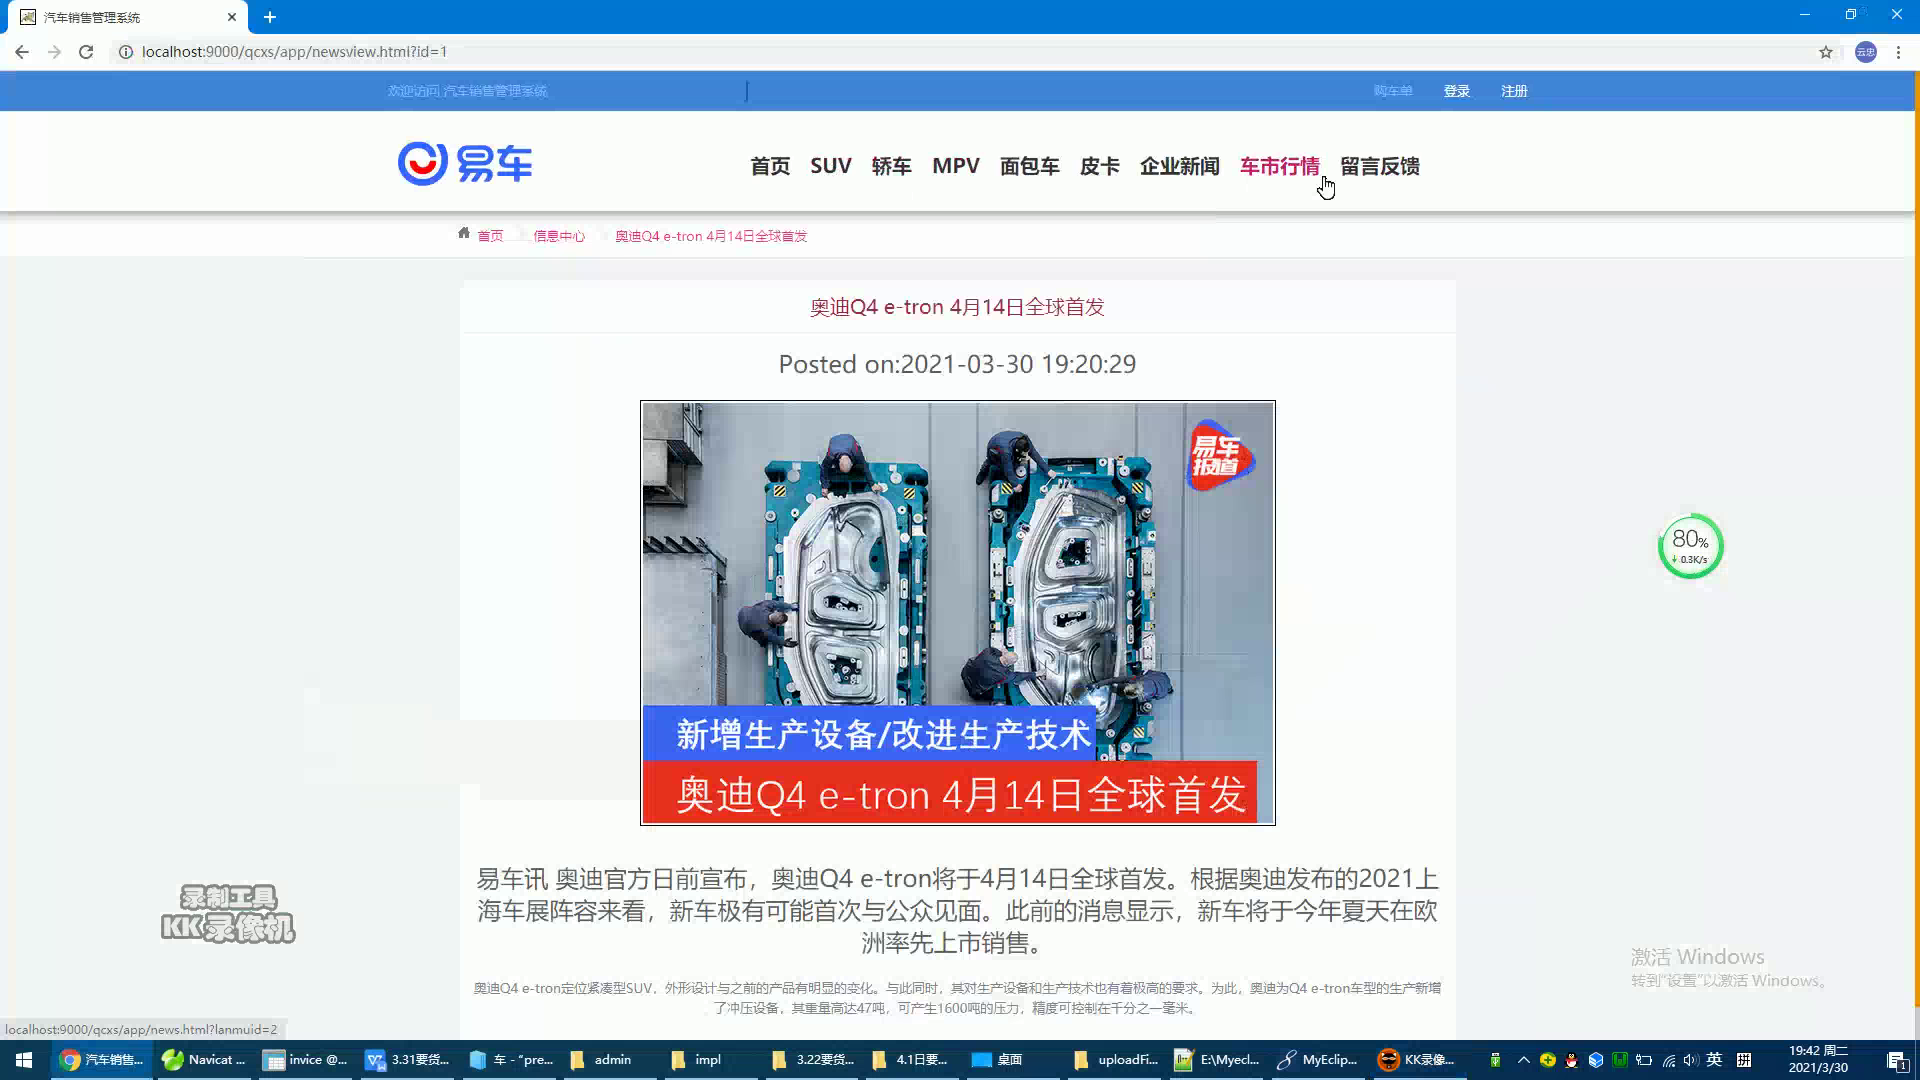 汽车销售管理系统
localhost:9000/qcxs/app/newsview.html?id=1
云忠
欢迎访问 汽车销售管理系统
购车单 登录 注册
易车
首页 SUV 轿车 MPV 面包车 皮卡 企业新闻 车市行情 留言反馈
首页 信息中心 奥迪Q4 e-tron 4月14日全球首发
奥迪Q4 e-tron 4月14日全球首发
Posted on:2021-03-30 19:20:29
易车
报道
新增生产设备/改进生产技术
奥迪Q4 e-tron 4月14日全球首发
80%
0.3K/s
易车讯 奥迪官方日前宣布，奥迪Q4 e-tron将于4月14日全球首发。根据奥迪发布的2021上
海车展阵容来看，新车极有可能首次与公众见面。此前的消息显示，新车将于今年夏天在欧
洲率先上市销售。
奥迪Q4 e-tron定位紧凑型SUV，外形设计与之前的产品有明显的变化。与此同时，其对生产设备和生产技术也有着极高的要求。为此，奥迪为Q4 e-tron车型的生产新增
了冲压设备，其重量高达47吨，可产生1600吨的压力，精度可控制在千分之一毫米。
录制工具
KK录像机
激活 Windows
转到“设置”以激活 Windows。
localhost:9000/qcxs/app/news.html?lanmuid=2
汽车销售... Navicat ... invice @... 3.31要货... 车 - “pre... admin impl 3.22要货... 4.1日要... 桌面 uploadFi... E:\Myecl... MyEclip... KK录像... 英 拼 19:42 周二
2021/3/30
1